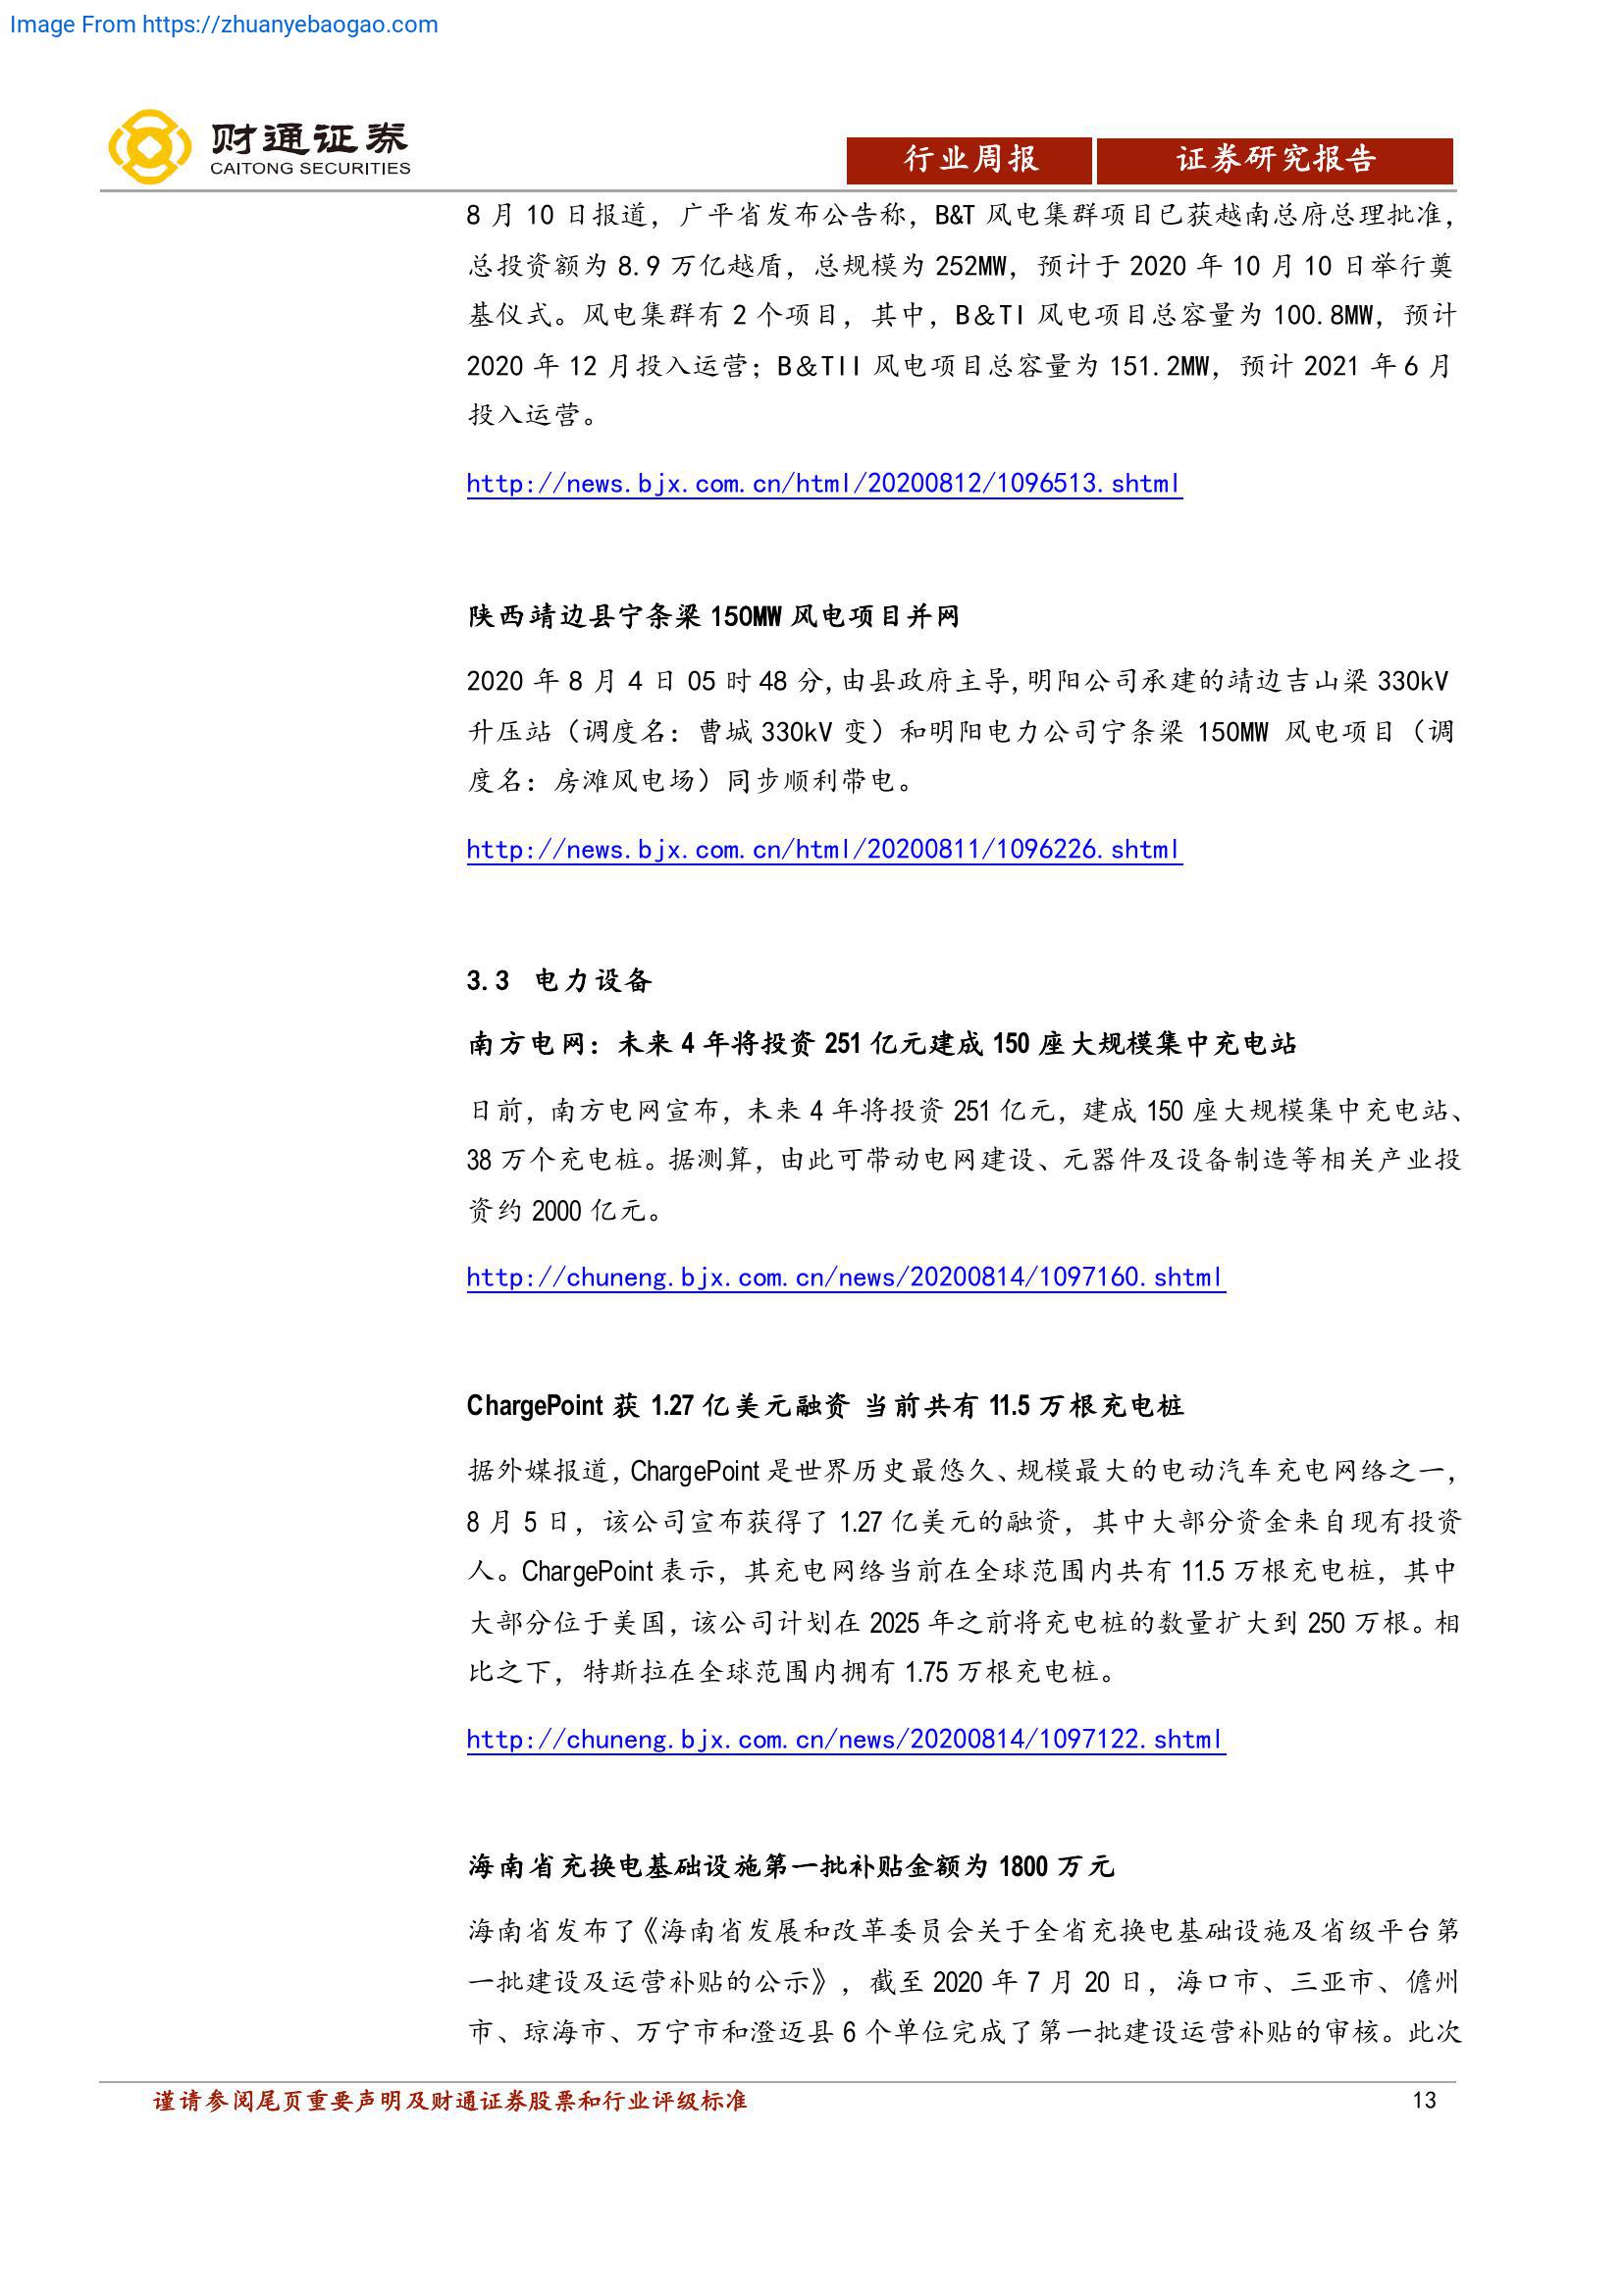 Image From https://zhuanyebaogao.com
财通证券
CAITONG SECURITIES
行业周报
证券研究报告
8 月 10 日报道，广平省发布公告称，B&T 风电集群项目已获越南总府总理批准，
总投资额为 8.9 万亿越盾，总规模为 252MW，预计于 2020 年 10 月 10 日举行奠
基仪式。风电集群有 2 个项目，其中，B＆TI 风电项目总容量为 100.8MW，预计
2020 年 12 月投入运营；B＆TII 风电项目总容量为 151.2MW，预计 2021 年 6 月
投入运营。
http://news.bjx.com.cn/html/20200812/1096513.shtml
陕西靖边县宁条梁 150MW 风电项目并网
2020 年 8 月 4 日 05 时 48 分,由县政府主导,明阳公司承建的靖边吉山梁 330kV
升压站（调度名：曹城 330kV 变）和明阳电力公司宁条梁 150MW 风电项目（调
度名：房滩风电场）同步顺利带电。
http://news.bjx.com.cn/html/20200811/1096226.shtml
3.3 电力设备
南方电网：未来 4 年将投资 251 亿元建成 150 座大规模集中充电站
日前，南方电网宣布，未来 4 年将投资 251 亿元，建成 150 座大规模集中充电站、
38 万个充电桩。据测算，由此可带动电网建设、元器件及设备制造等相关产业投
资约 2000 亿元。
http://chuneng.bjx.com.cn/news/20200814/1097160.shtml
ChargePoint 获 1.27 亿美元融资 当前共有 11.5 万根充电桩
据外媒报道，ChargePoint 是世界历史最悠久、规模最大的电动汽车充电网络之一，
8 月 5 日，该公司宣布获得了 1.27 亿美元的融资，其中大部分资金来自现有投资
人。ChargePoint 表示，其充电网络当前在全球范围内共有 11.5 万根充电桩，其中
大部分位于美国，该公司计划在 2025 年之前将充电桩的数量扩大到 250 万根。相
比之下，特斯拉在全球范围内拥有 1.75 万根充电桩。
http://chuneng.bjx.com.cn/news/20200814/1097122.shtml
海南省充换电基础设施第一批补贴金额为 1800 万元
海南省发布了《海南省发展和改革委员会关于全省充换电基础设施及省级平台第
一批建设及运营补贴的公示》，截至 2020 年 7 月 20 日，海口市、三亚市、儋州
市、琼海市、万宁市和澄迈县 6 个单位完成了第一批建设运营补贴的审核。此次
谨请参阅尾页重要声明及财通证券股票和行业评级标准
13